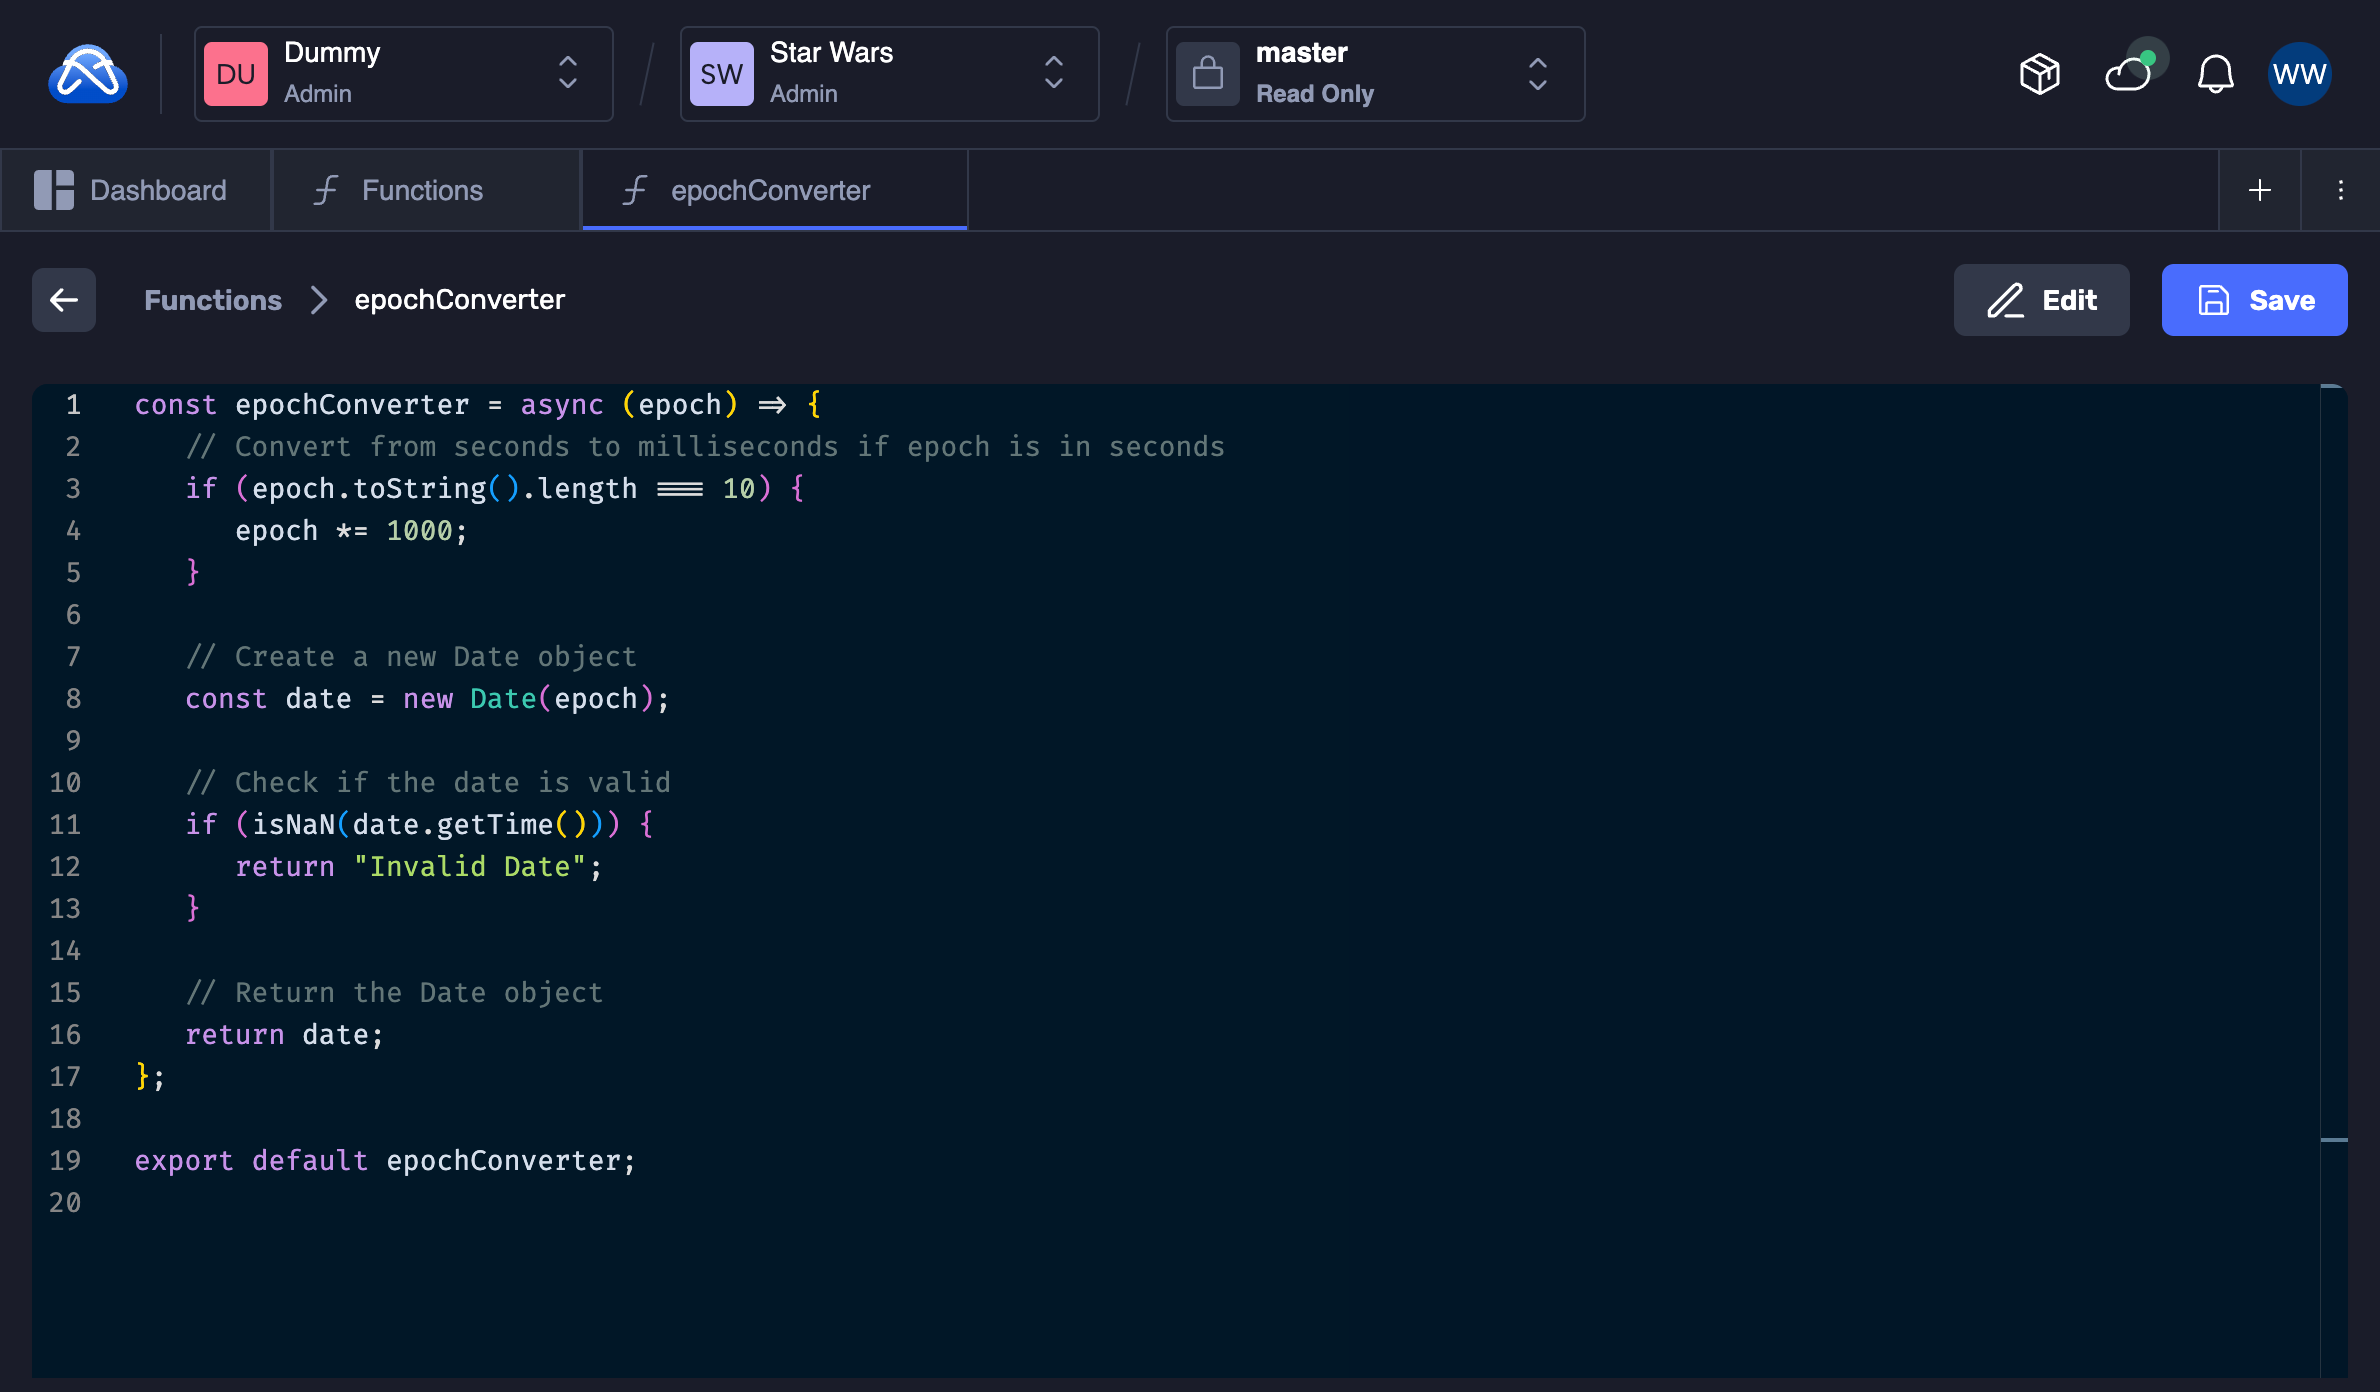 DU Dummy Admin SW Star Wars Admin master Read Only WW
Dashboard Functions epochConverter
Functions epochConverter Edit Save
1 const epochConverter = async (epoch) => {
2 // Convert from seconds to milliseconds if epoch is in seconds
3 if (epoch.toString().length === 10) {
4 epoch *= 1000;
5 }
6
7 // Create a new Date object
8 const date = new Date(epoch);
9
10 // Check if the date is valid
11 if (isNaN(date.getTime())) {
12 return "Invalid Date";
13 }
14
15 // Return the Date object
16 return date;
17 };
18
19 export default epochConverter;
20